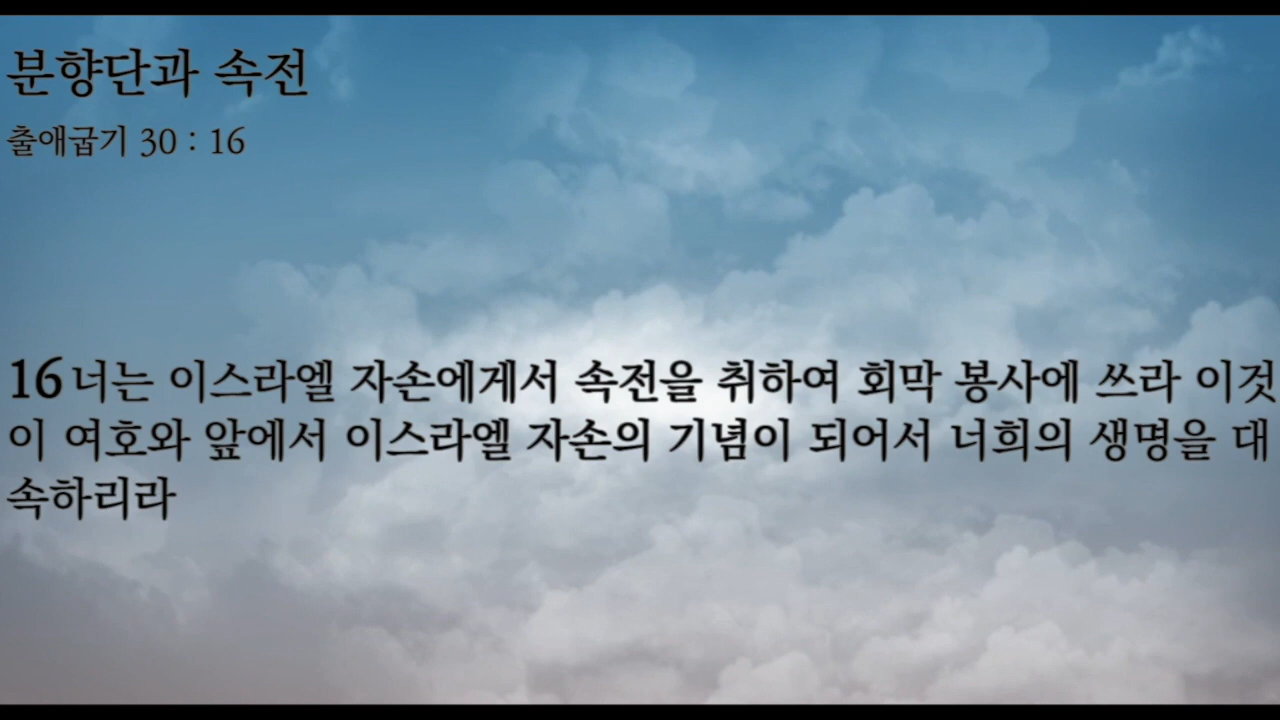 분향단과 속전
출애굽기 30 : 16
16 너는 이스라엘 자손에게서 속전을 취하여 회막 봉사에 쓰라 이것
이 여호와 앞에서 이스라엘 자손의 기념이 되어서 너희의 생명을 대
속하리라